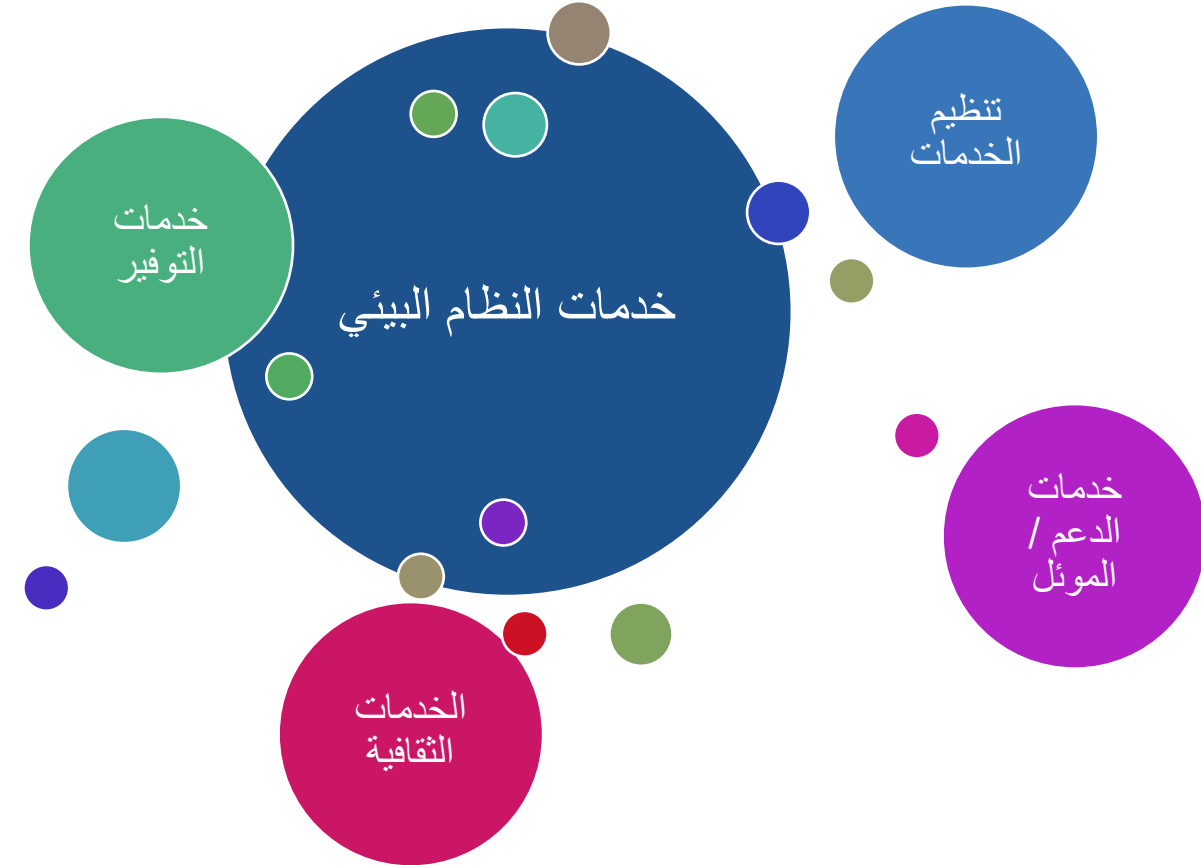 تنظيم
الخدمات
خدمات
التوفير
خدمات النظام البيئي
خدمات
الدعم /
الموئل
الخدمات
الثقافية